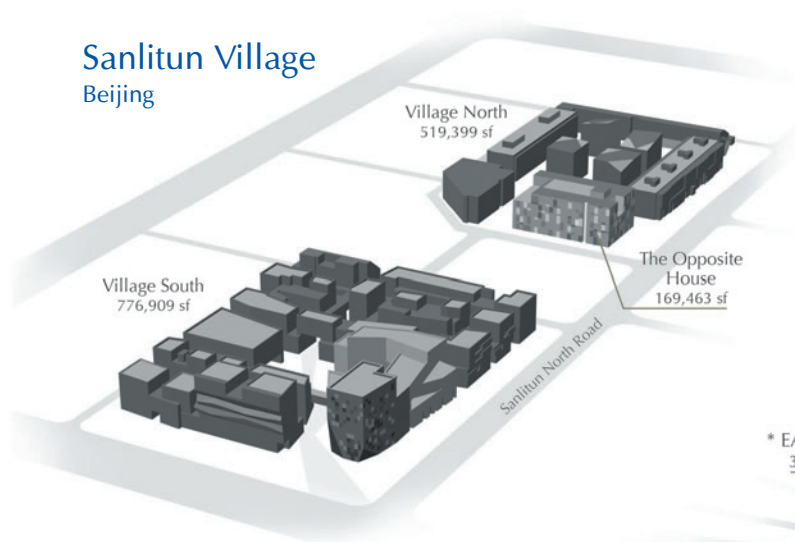 Sanlitun Village
Beijing
Village North
519,399 sf
The Opposite
House
169,463 sf
Village South
776,909 sf
Sanlitun North Road
*